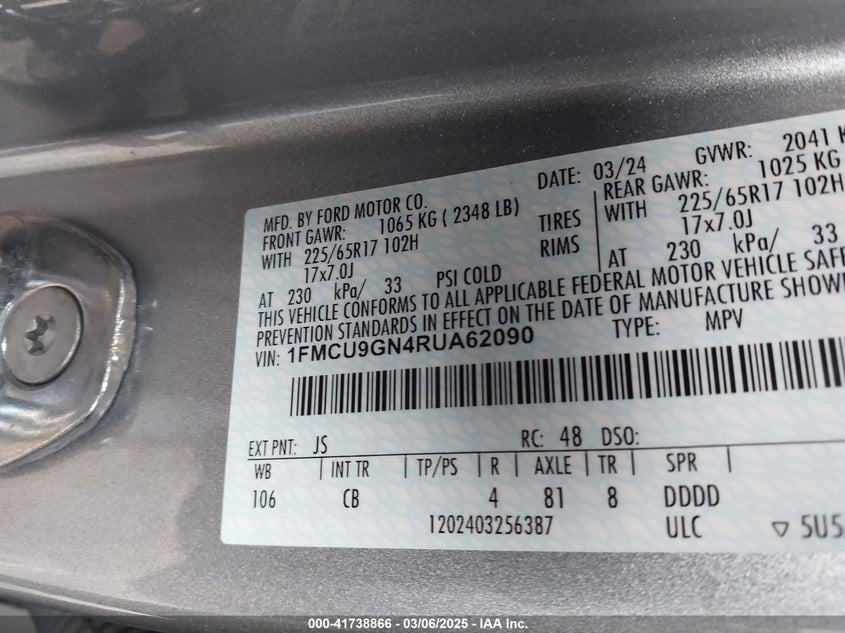 MFD. BY FORD MOTOR CO. DATE: 03/24 GVWR: 2041 K
FRONT GAWR: 1065 KG ( 2348 LB) REAR GAWR: 1025 KG
WITH 225/65R17 102H TIRES WITH 225/65R17 102H
17x7.0J RIMS 17x7.0J
AT 230 kPa/ 33 PSI COLD AT 230 kPa/ 33
THIS VEHICLE CONFORMS TO ALL APPLICABLE FEDERAL MOTOR VEHICLE SAFE
PREVENTION STANDARDS IN EFFECT ON THE DATE OF MANUFACTURE SHOW
VIN: 1FMCU9GN4RUA62090 TYPE: MPV
EXT PNT: JS RC: 48 DSO:
WB INT TR TP/PS R AXLE TR SPR
106 CB 4 81 8 DDDD
1202403256387 ULC ▽ 5U5
000-41738866 - 03/06/2025 - IAA Inc.